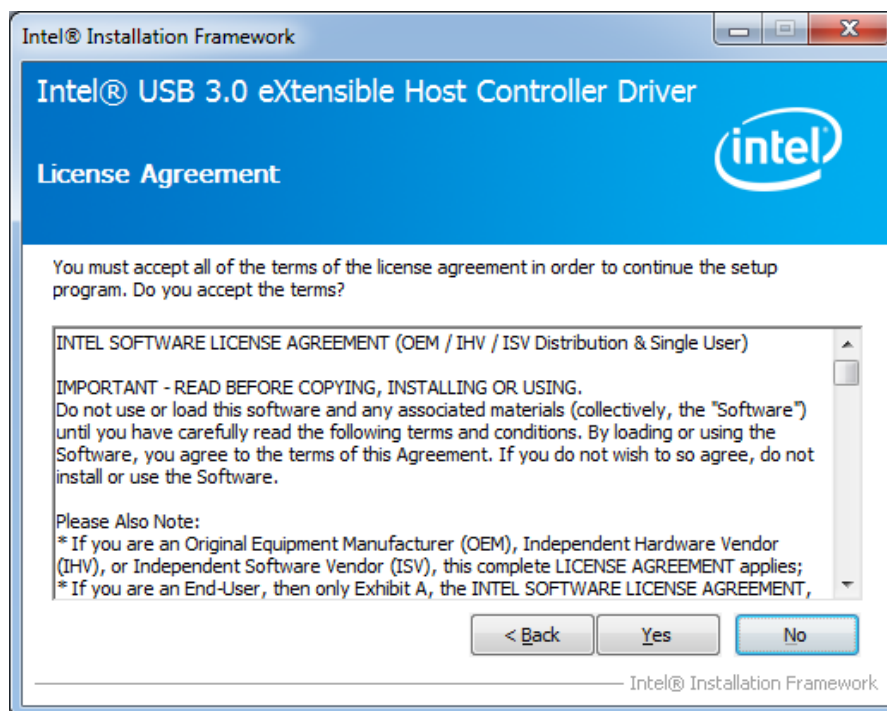 Intel® Installation Framework
Intel® USB 3.0 eXtensible Host Controller Driver
intel®
License Agreement
You must accept all of the terms of the license agreement in order to continue the setup
program. Do you accept the terms?
INTEL SOFTWARE LICENSE AGREEMENT (OEM / IHV / ISV Distribution & Single User)
IMPORTANT - READ BEFORE COPYING, INSTALLING OR USING.
Do not use or load this software and any associated materials (collectively, the "Software")
until you have carefully read the following terms and conditions. By loading or using the
Software, you agree to the terms of this Agreement. If you do not wish to so agree, do not
install or use the Software.
Please Also Note:
* If you are an Original Equipment Manufacturer (OEM), Independent Hardware Vendor
(IHV), or Independent Software Vendor (ISV), this complete LICENSE AGREEMENT applies;
* If you are an End-User, then only Exhibit A, the INTEL SOFTWARE LICENSE AGREEMENT,
< Back
Yes
No
Intel® Installation Framework